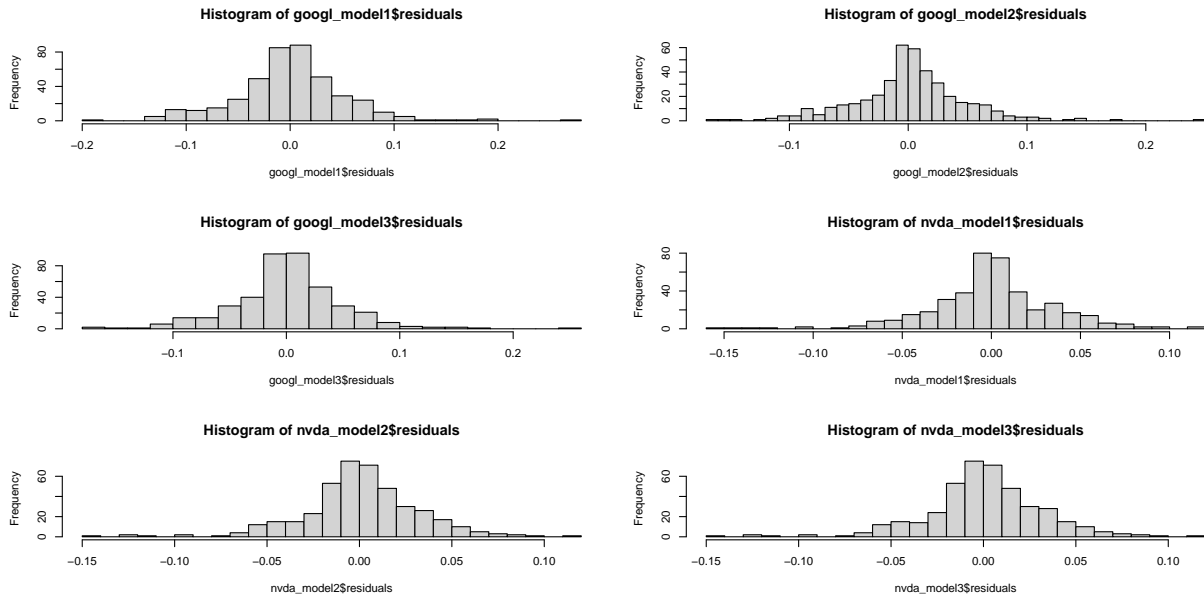 Histogram of googl_model1$residuals
Frequency
0 40 80
−0.2 −0.1 0.0 0.1 0.2
googl_model1$residuals
Histogram of googl_model2$residuals
Frequency
0 20 40 60
−0.1 0.0 0.1 0.2
googl_model2$residuals
Histogram of googl_model3$residuals
Frequency
0 40 80
−0.1 0.0 0.1 0.2
googl_model3$residuals
Histogram of nvda_model1$residuals
Frequency
0 40 80
−0.15 −0.10 −0.05 0.00 0.05 0.10
nvda_model1$residuals
Histogram of nvda_model2$residuals
Frequency
0 20 60
−0.15 −0.10 −0.05 0.00 0.05 0.10
nvda_model2$residuals
Histogram of nvda_model3$residuals
Frequency
0 20 60
−0.15 −0.10 −0.05 0.00 0.05 0.10
nvda_model3$residuals